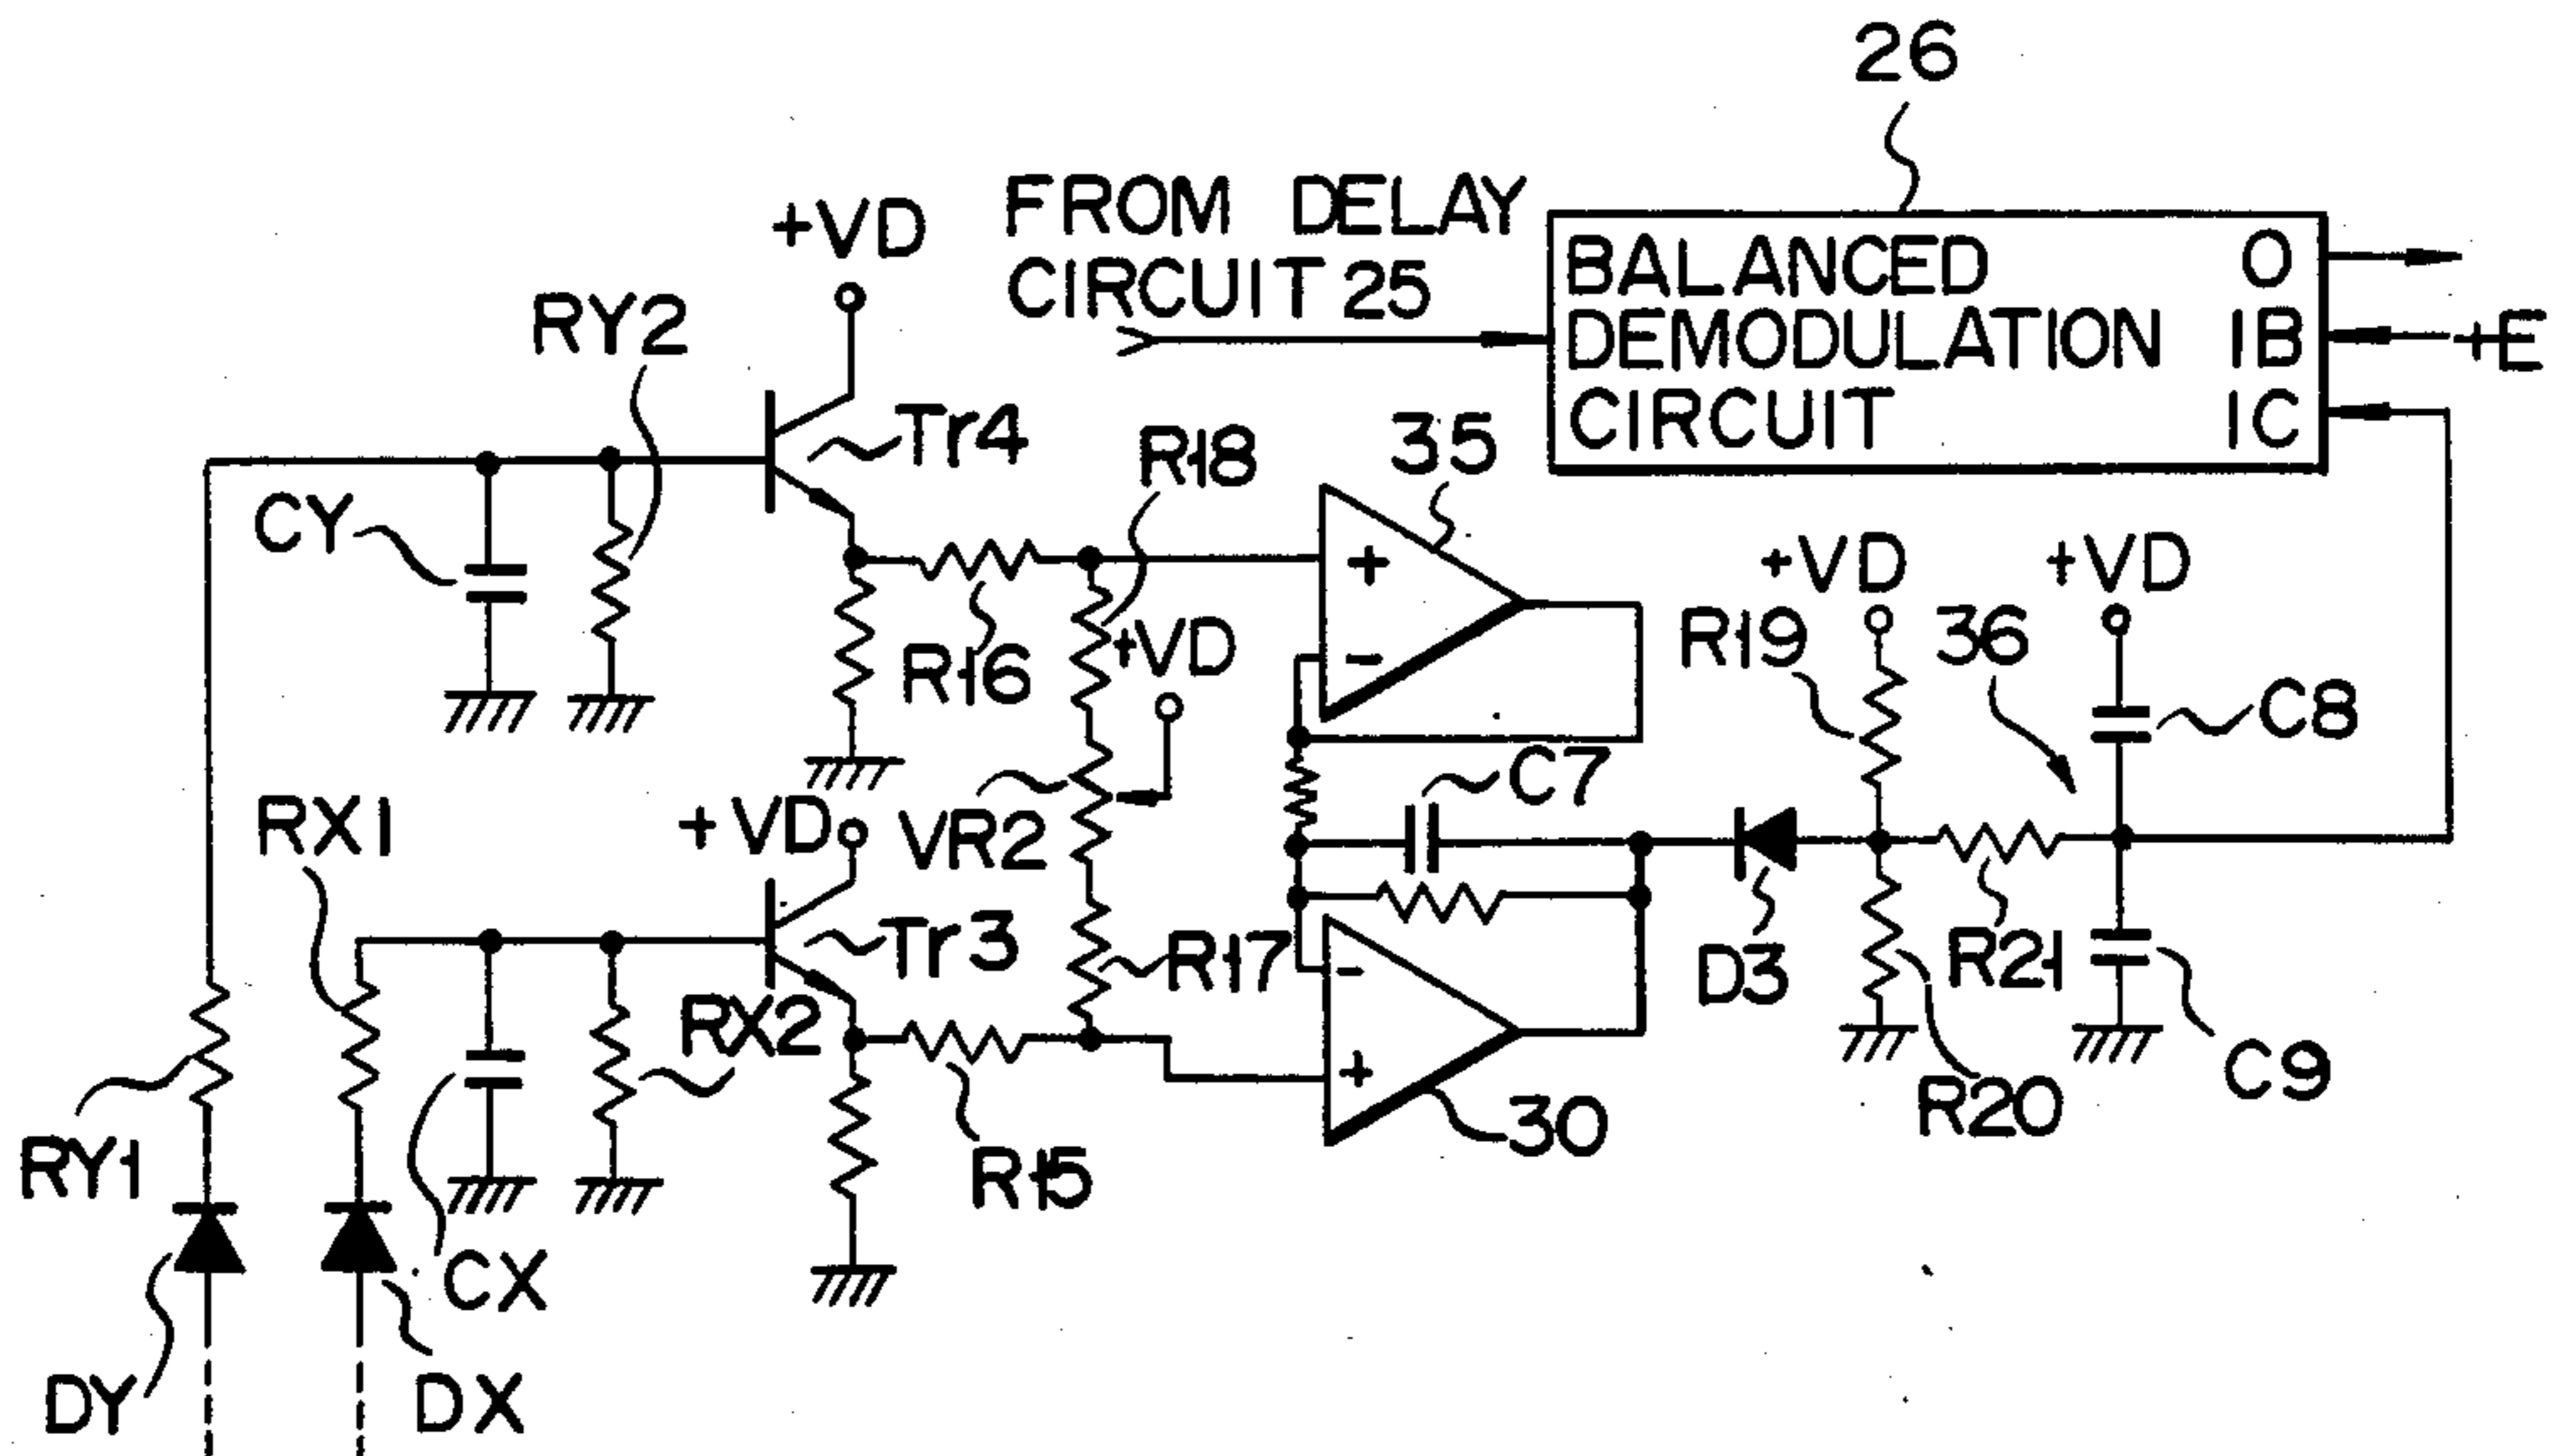 26
+VD
FROM DELAY
CIRCUIT 25
BALANCED O
DEMODULATION IB
CIRCUIT IC
+E
RY2
Tr4
R18
35
CY
+
-
+VD
+VD
R19
36
R16
+VD
C8
C7
RX1
+VD
VR2
Tr3
R17
D3
R21
RX2
-
+
C9
R20
30
RY1
R15
CX
DY
DX